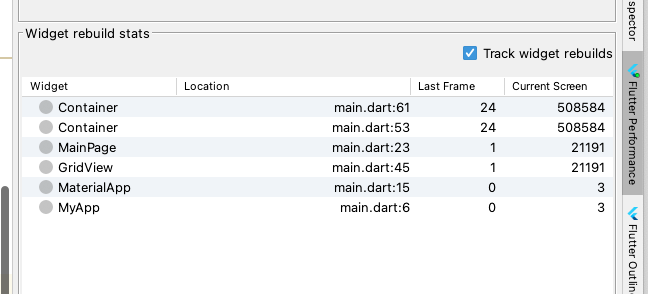 Widget rebuild stats
Track widget rebuilds
Widget Location Last Frame Current Screen
Container main.dart:61 24 508584
Container main.dart:53 24 508584
MainPage main.dart:23 1 21191
GridView main.dart:45 1 21191
MaterialApp main.dart:15 0 3
MyApp main.dart:6 0 3
spector
Flutter Performance
Flutter Outlin